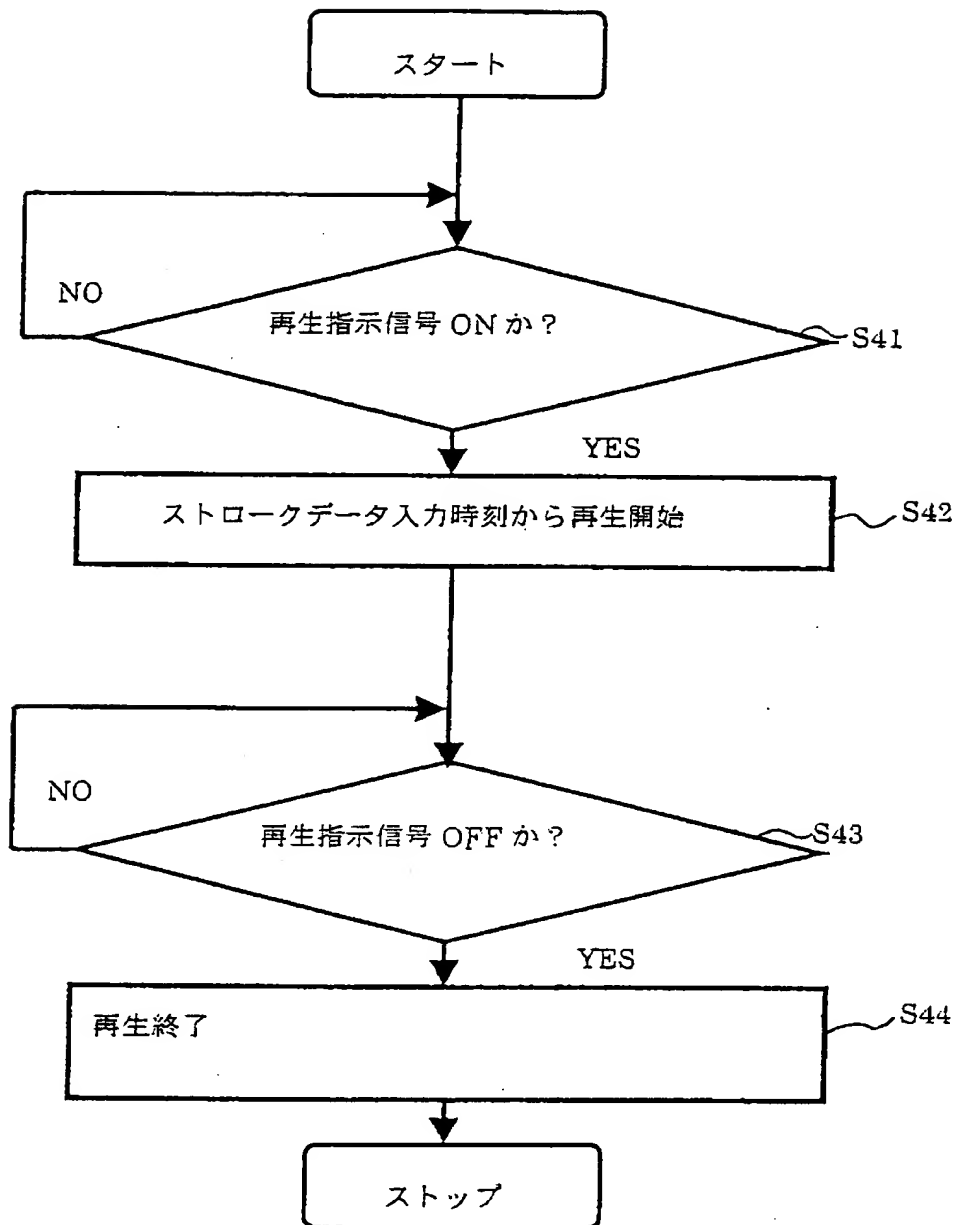 スタート
NO
再生指示信号 ON か？
S41
YES
ストロークデータ入力時刻から再生開始
S42
NO
再生指示信号 OFF か？
S43
YES
再生終了
S44
ストップ